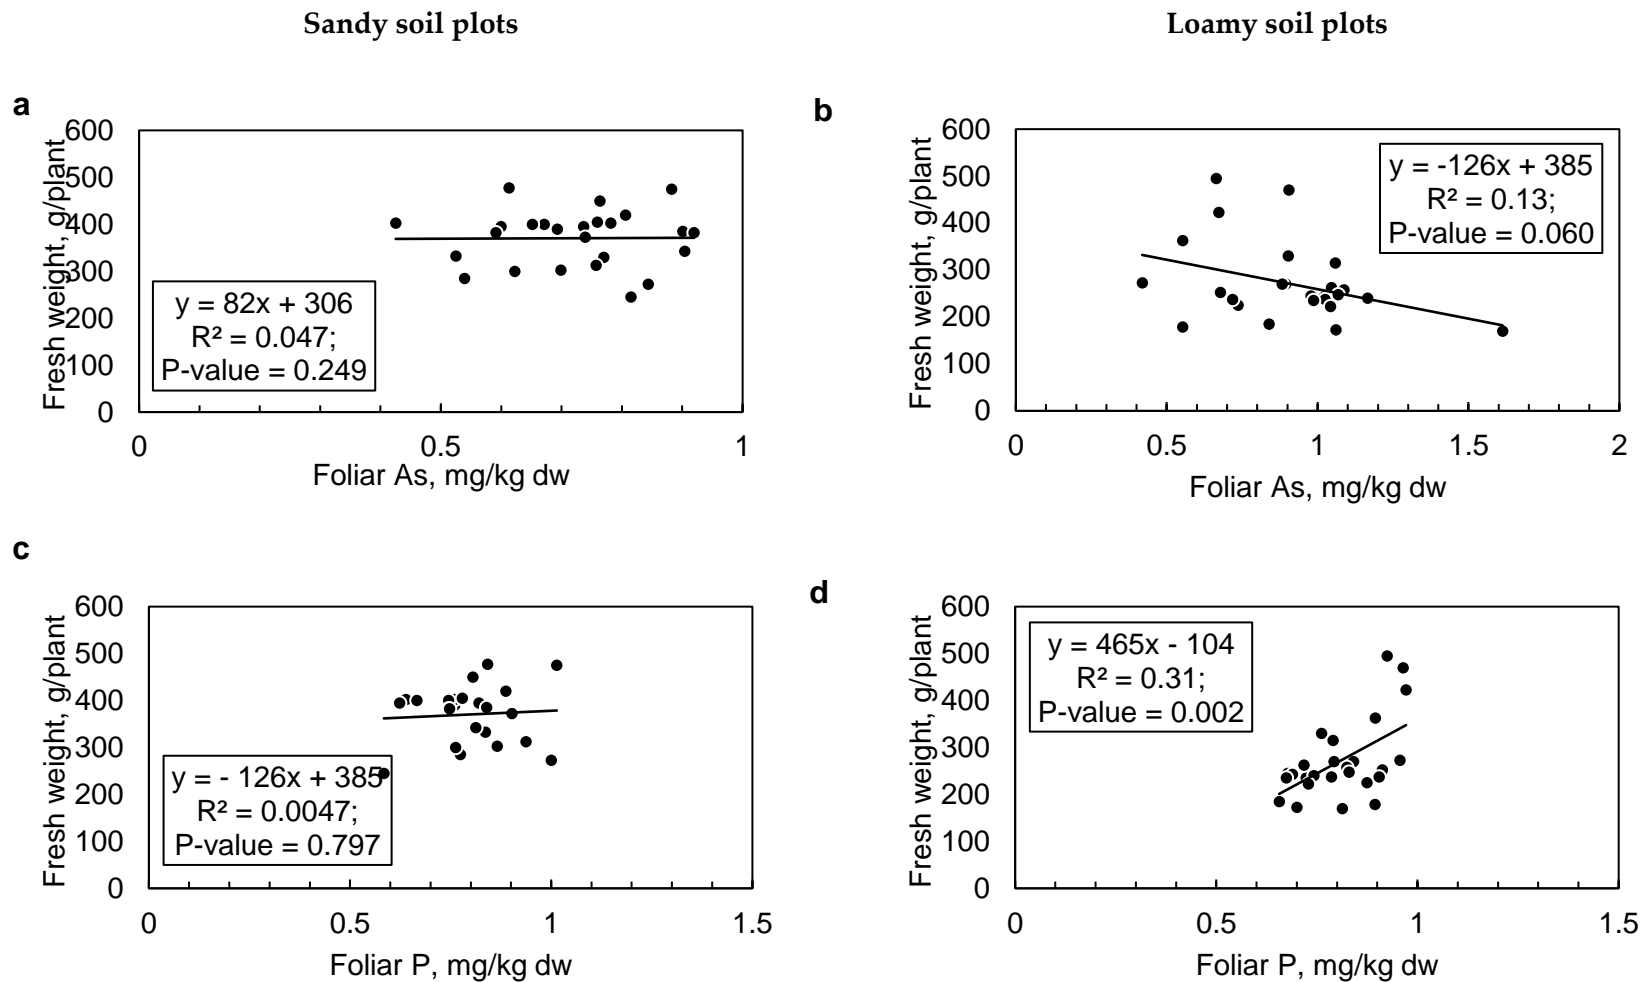 Sandy soil plots
Loamy soil plots
a
600
500
400
300
200
100
0
Fresh weight, g/plant
y = 82x + 306
R² = 0.047;
P-value = 0.249
0
0.5
1
Foliar As, mg/kg dw
b
600
500
400
300
200
100
0
Fresh weight, g/plant
y = -126x + 385
R² = 0.13;
P-value = 0.060
0
0.5
1
1.5
2
Foliar As, mg/kg dw
c
600
500
400
300
200
100
0
Fresh weight, g/plant
y = - 126x + 385
R² = 0.0047;
P-value = 0.797
0
0.5
1
1.5
Foliar P, mg/kg dw
d
600
500
400
300
200
100
0
Fresh weight, g/plant
y = 465x - 104
R² = 0.31;
P-value = 0.002
0
0.5
1
1.5
Foliar P, mg/kg dw